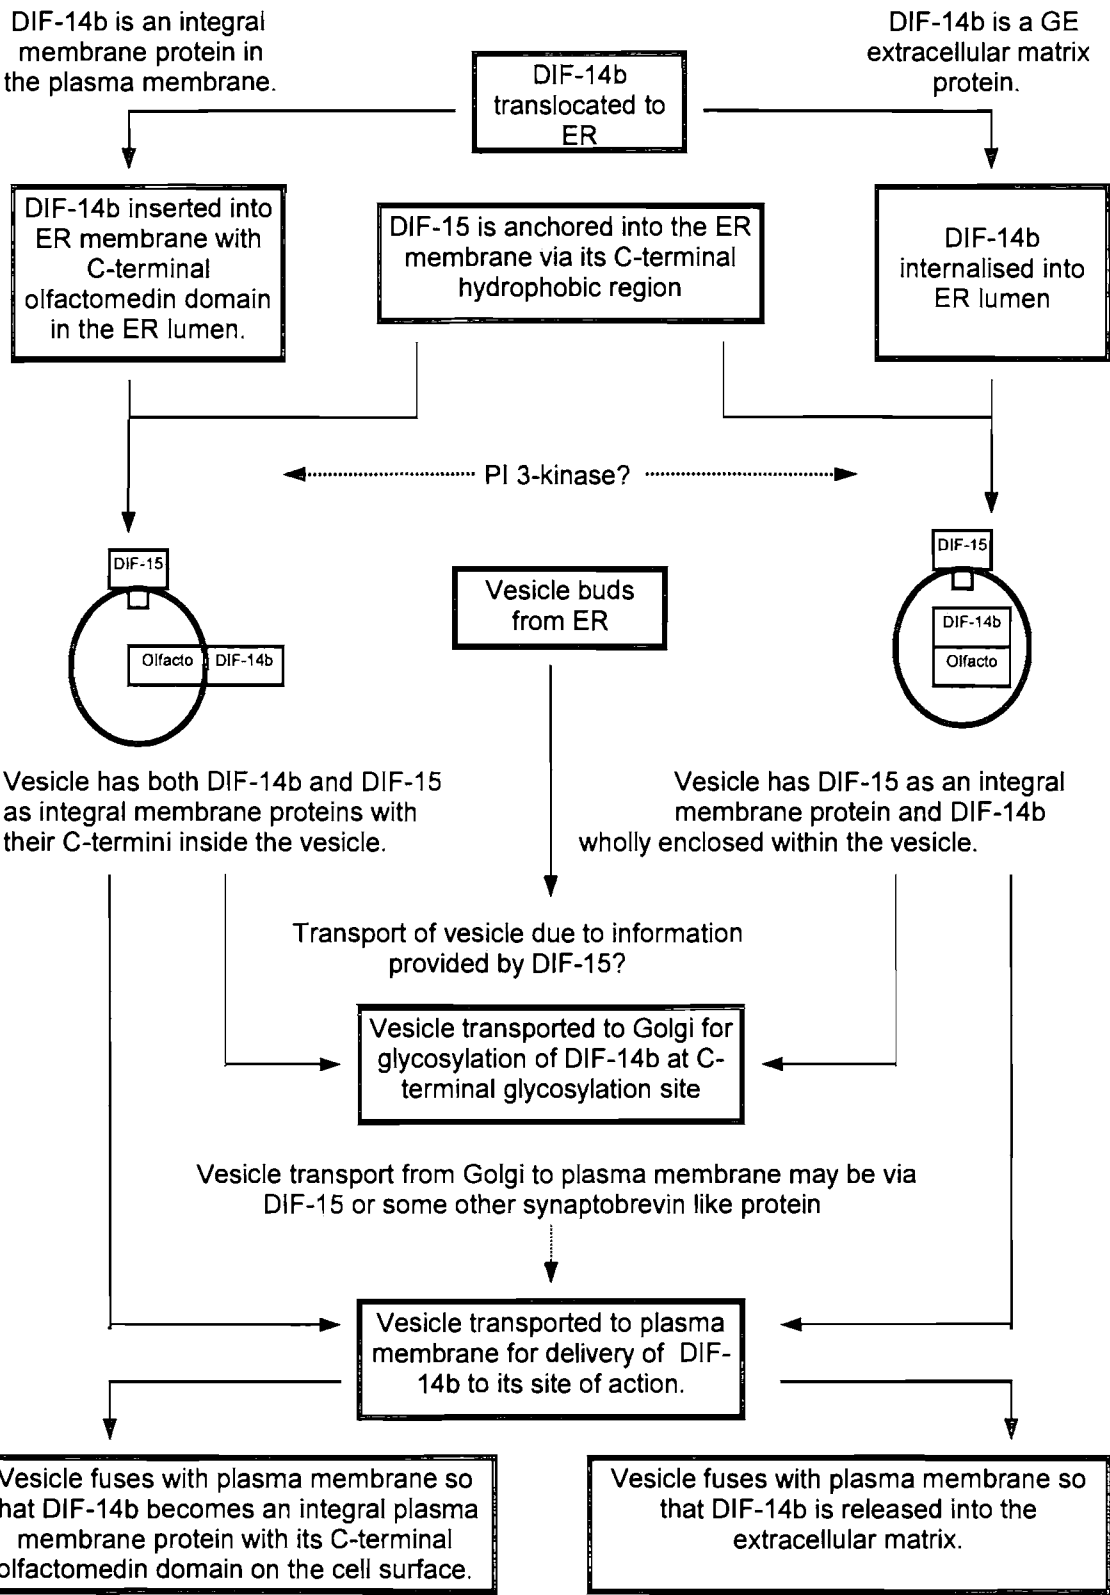 DIF-14b is an integral
membrane protein in
the plasma membrane.
DIF-14b is a GE
extracellular matrix
protein.
DIF-14b
translocated to
ER
DIF-14b inserted into
ER membrane with
C-terminal
olfactomedin domain
in the ER lumen.
DIF-15 is anchored into the ER
membrane via its C-terminal
hydrophobic region
DIF-14b
internalised into
ER lumen
PI 3-kinase?
DIF-15
Olfacto DIF-14b
Vesicle buds
from ER
DIF-15
DIF-14b
Olfacto
Vesicle has both DIF-14b and DIF-15
as integral membrane proteins with
their C-termini inside the vesicle.
Vesicle has DIF-15 as an integral
membrane protein and DIF-14b
wholly enclosed within the vesicle.
Transport of vesicle due to information
provided by DIF-15?
Vesicle transported to Golgi for
glycosylation of DIF-14b at C-
terminal glycosylation site
Vesicle transport from Golgi to plasma membrane may be via
DIF-15 or some other synaptobrevin like protein
Vesicle transported to plasma
membrane for delivery of DIF-
14b to its site of action.
Vesicle fuses with plasma membrane so
that DIF-14b becomes an integral plasma
membrane protein with its C-terminal
olfactomedin domain on the cell surface.
Vesicle fuses with plasma membrane so
that DIF-14b is released into the
extracellular matrix.